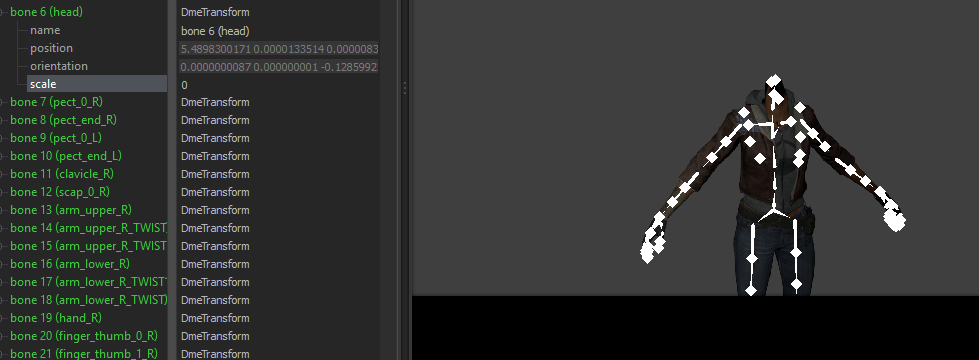 bone 6 (head) DmeTransform
name bone 6 (head)
position 5.4898300171 0.0000133514 0.0000083
orientation 0.0000000087 0.000000001 -0.1285992
scale 0
bone 7 (pect_0_R) DmeTransform
bone 8 (pect_end_R) DmeTransform
bone 9 (pect_0_L) DmeTransform
bone 10 (pect_end_L) DmeTransform
bone 11 (clavicle_R) DmeTransform
bone 12 (scap_0_R) DmeTransform
bone 13 (arm_upper_R) DmeTransform
bone 14 (arm_upper_R_TWIST) DmeTransform
bone 15 (arm_upper_R_TWIST DmeTransform
bone 16 (arm_lower_R) DmeTransform
bone 17 (arm_lower_R_TWIST DmeTransform
bone 18 (arm_lower_R_TWIST) DmeTransform
bone 19 (hand_R) DmeTransform
bone 20 (finger_thumb_0_R) DmeTransform
bone 21 (finger_thumb_1_R) DmeTransform